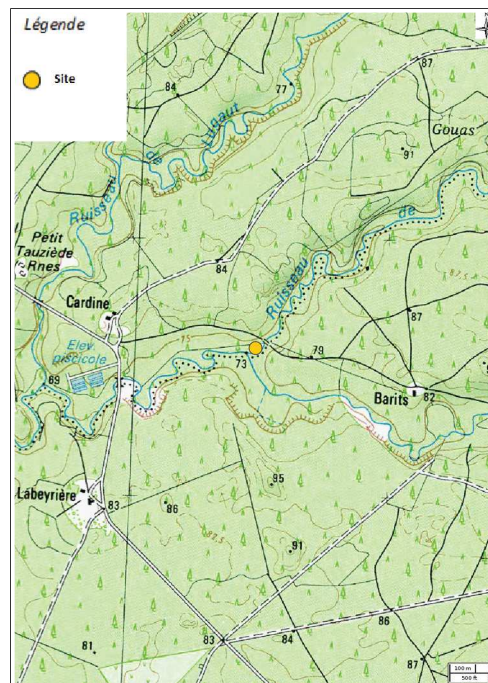 Légende
Site
87
84
77
Gouas
91
Ruisseau de Lugaut
Petit
Tauziède
Rnes
84
Cardine
Ruisseau de
87
75
Elev.
piscicole
73
79
69
Barits
82
95
Labeyrière
83
86
91
86
83
84
81
87
100 m
500 ft